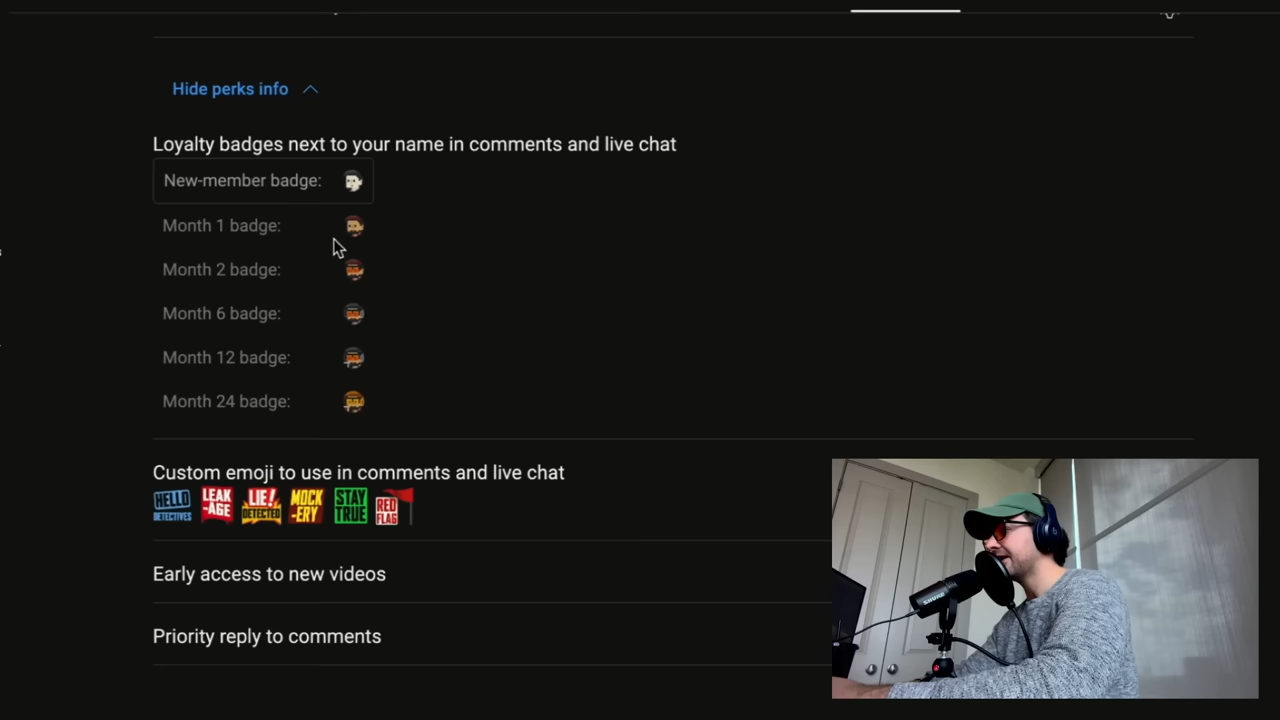 Hide perks info
Loyalty badges next to your name in comments and live chat
New-member badge:
Month 1 badge:
Month 2 badge:
Month 6 badge:
Month 12 badge:
Month 24 badge:
Custom emoji to use in comments and live chat
HELLO DETECTIVES
LEAK -AGE
LIE! DETECTED
MOCK -ERY
STAY TRUE
RED FLAG
Early access to new videos
Priority reply to comments
SHURE